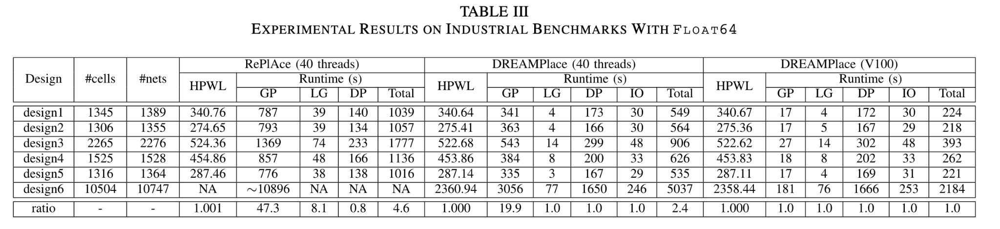 TABLE III
EXPERIMENTAL RESULTS ON INDUSTRIAL BENCHMARKS WITH FLOAT64
Design #cells #nets RePlAce (40 threads) DREAMPlace (40 threads) DREAMPlace (V100)
HPWL Runtime (s) HPWL Runtime (s) HPWL Runtime (s)
GP LG DP Total GP LG DP IO Total GP LG DP IO Total
design1 1345 1389 340.76 787 39 140 1039 340.64 341 4 173 30 549 340.67 17 4 172 30 224
design2 1306 1355 274.65 793 39 134 1057 275.41 363 4 166 30 564 275.36 17 5 167 29 218
design3 2265 2276 524.36 1369 74 233 1777 522.68 543 14 299 48 906 522.62 27 14 302 48 393
design4 1525 1528 454.86 857 48 166 1136 453.86 384 8 200 33 626 453.83 18 8 202 33 262
design5 1316 1364 287.46 776 38 138 1016 287.14 335 3 167 29 535 287.11 17 4 169 31 221
design6 10504 10747 NA ~10896 NA NA NA 2360.94 3056 77 1650 246 5037 2358.44 181 76 1666 253 2184
ratio - - 1.001 47.3 8.1 0.8 4.6 1.000 19.9 1.0 1.0 1.0 2.4 1.000 1.0 1.0 1.0 1.0 1.0